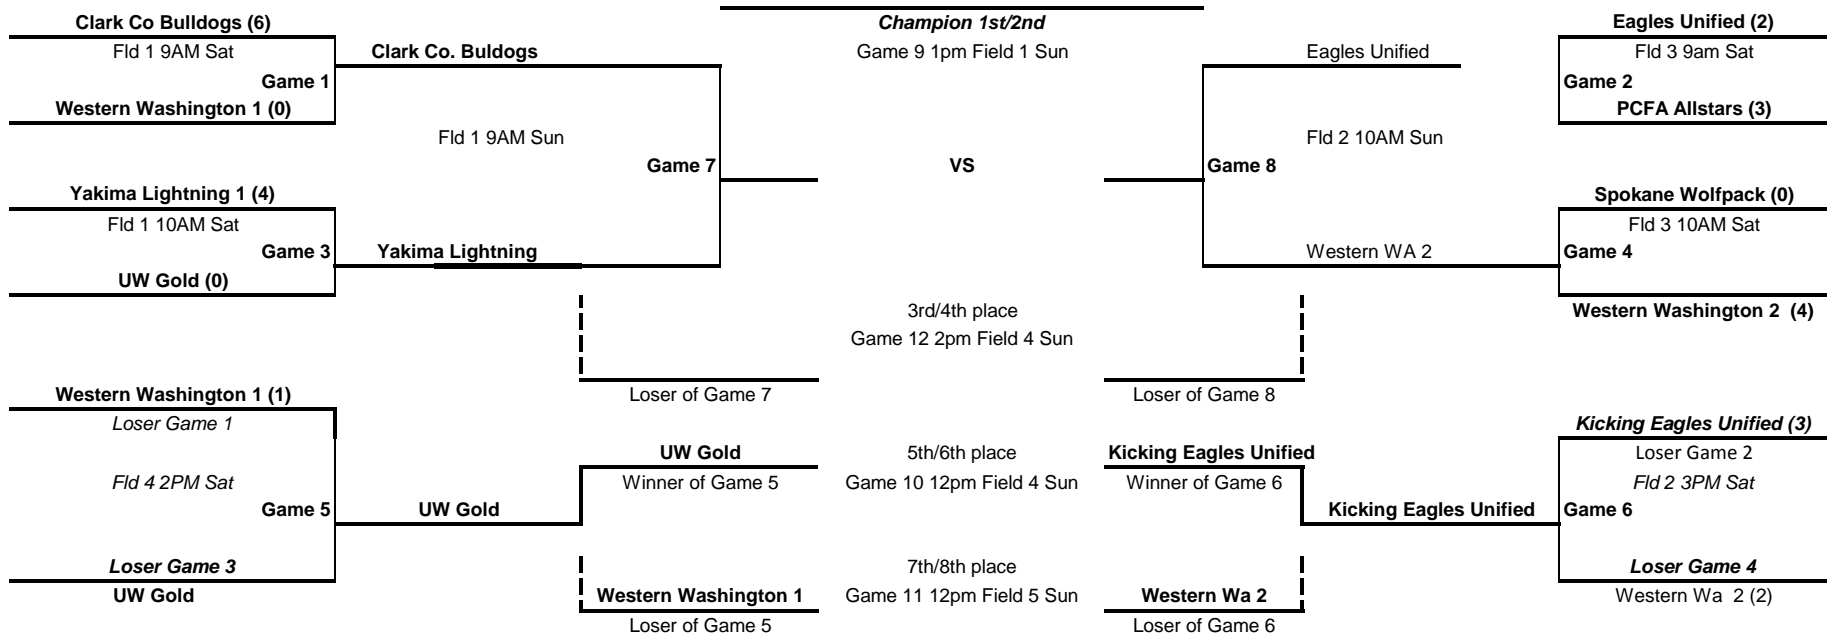 Clark Co Bulldogs (6)
Fld 1 9AM Sat
Game 1
Western Washington 1 (0)
Clark Co. Buldogs
Fld 1 9AM Sun
Game 7
Yakima Lightning 1 (4)
Fld 1 10AM Sat
Game 3
UW Gold (0)
Yakima Lightning
Champion 1st/2nd
Game 9 1pm Field 1 Sun
VS
Eagles Unified
Fld 2 10AM Sun
Game 8
Western WA 2
Eagles Unified (2)
Fld 3 9am Sat
Game 2
PCFA Allstars (3)
Spokane Wolfpack (0)
Fld 3 10AM Sat
Game 4
Western Washington 2 (4)
3rd/4th place
Game 12 2pm Field 4 Sun
Loser of Game 7
Loser of Game 8
Western Washington 1 (1)
Loser Game 1
Fld 4 2PM Sat
Game 5
Loser Game 3
UW Gold
UW Gold
UW Gold
Winner of Game 5
5th/6th place
Game 10 12pm Field 4 Sun
Kicking Eagles Unified
Winner of Game 6
Kicking Eagles Unified
Kicking Eagles Unified (3)
Loser Game 2
Fld 2 3PM Sat
Game 6
Loser Game 4
Western Wa 2 (2)
7th/8th place
Western Washington 1
Game 11 12pm Field 5 Sun
Western Wa 2
Loser of Game 5
Loser of Game 6